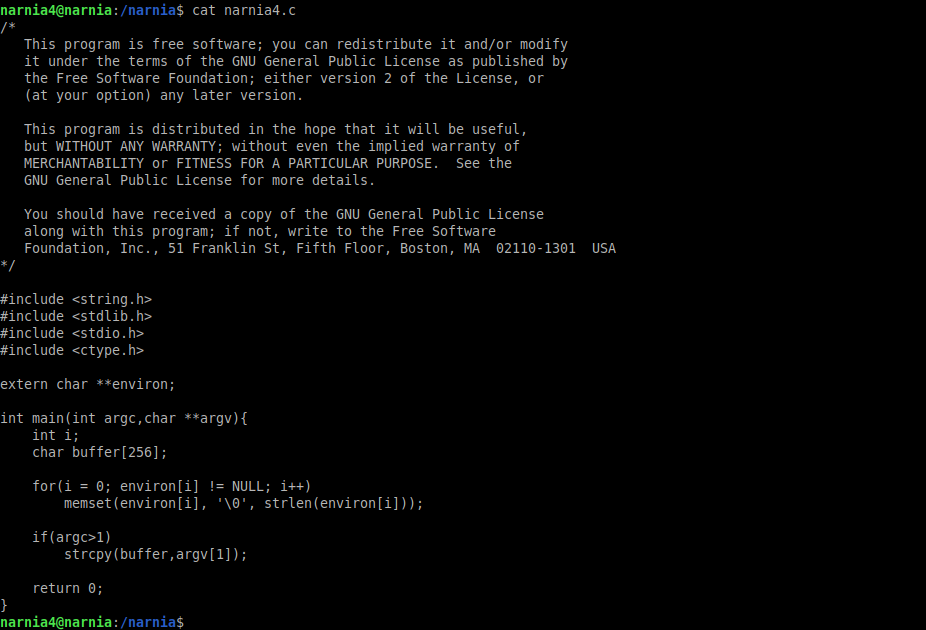 narnia4@narnia:/narnia$ cat narnia4.c
/*
   This program is free software; you can redistribute it and/or modify
   it under the terms of the GNU General Public License as published by
   the Free Software Foundation; either version 2 of the License, or
   (at your option) any later version.

   This program is distributed in the hope that it will be useful,
   but WITHOUT ANY WARRANTY; without even the implied warranty of
   MERCHANTABILITY or FITNESS FOR A PARTICULAR PURPOSE.  See the
   GNU General Public License for more details.

   You should have received a copy of the GNU General Public License
   along with this program; if not, write to the Free Software
   Foundation, Inc., 51 Franklin St, Fifth Floor, Boston, MA  02110-1301  USA
*/

#include <string.h>
#include <stdlib.h>
#include <stdio.h>
#include <ctype.h>

extern char **environ;

int main(int argc,char **argv){
    int i;
    char buffer[256];

    for(i = 0; environ[i] != NULL; i++)
        memset(environ[i], '\0', strlen(environ[i]));

    if(argc>1)
        strcpy(buffer,argv[1]);

    return 0;
}
narnia4@narnia:/narnia$